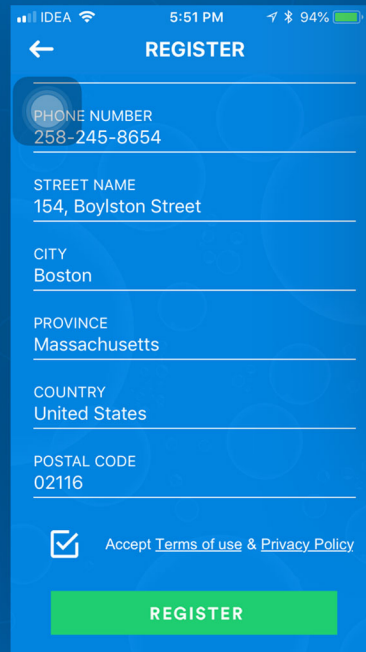 IDEA 5:51 PM 94%
REGISTER
PHONE NUMBER
258-245-8654
STREET NAME
154, Boylston Street
CITY
Boston
PROVINCE
Massachusetts
COUNTRY
United States
POSTAL CODE
02116
Accept Terms of use & Privacy Policy
REGISTER